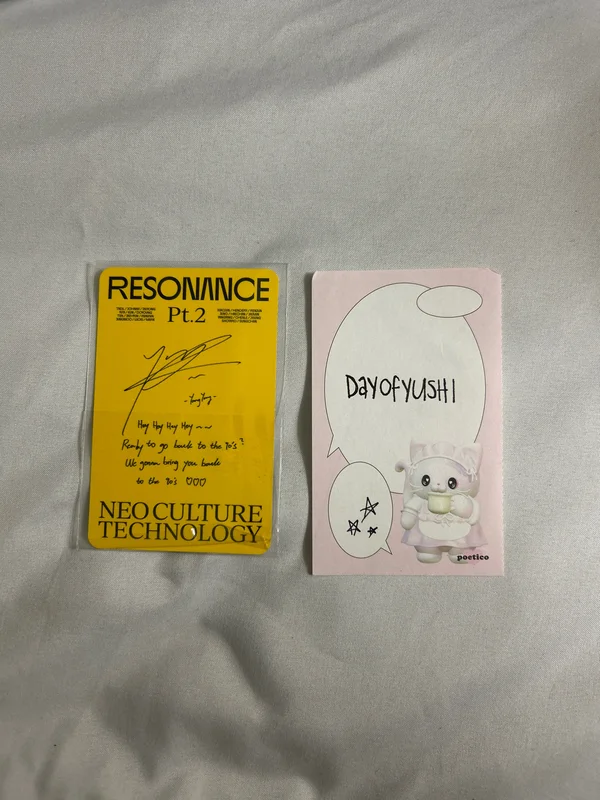 RESONANCE
Pt.2
-YangYang-
Hey Hey Hey Hey ~~
Ready to go back to the 90's?
We gonna bring you back
to the 90's ♡♡♡
NEO CULTURE
TECHNOLOGY
DayofyUSHI
poetico